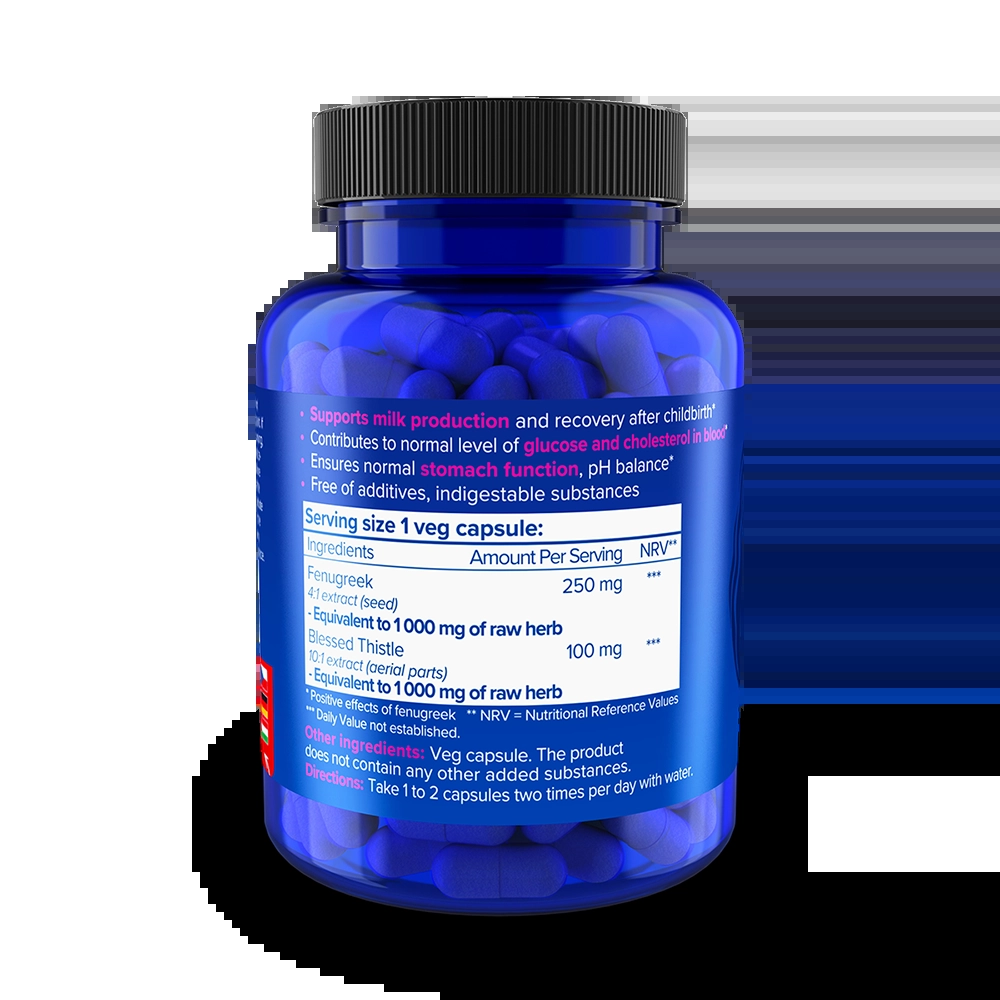 • Supports milk production and recovery after childbirth*
• Contributes to normal level of glucose and cholesterol in blood*
• Ensures normal stomach function, pH balance*
• Free of additives, indigestable substances
Serving size 1 veg capsule:
Ingredients Amount Per Serving NRV**
Fenugreek 250 mg ***
4:1 extract (seed)
- Equivalent to 1 000 mg of raw herb
Blessed Thistle 100 mg ***
10:1 extract (aerial parts)
- Equivalent to 1 000 mg of raw herb
* Positive effects of fenugreek ** NRV = Nutritional Reference Values
*** Daily Value not established.
Other ingredients: Veg capsule. The product
does not contain any other added substances.
Directions: Take 1 to 2 capsules two times per day with water.